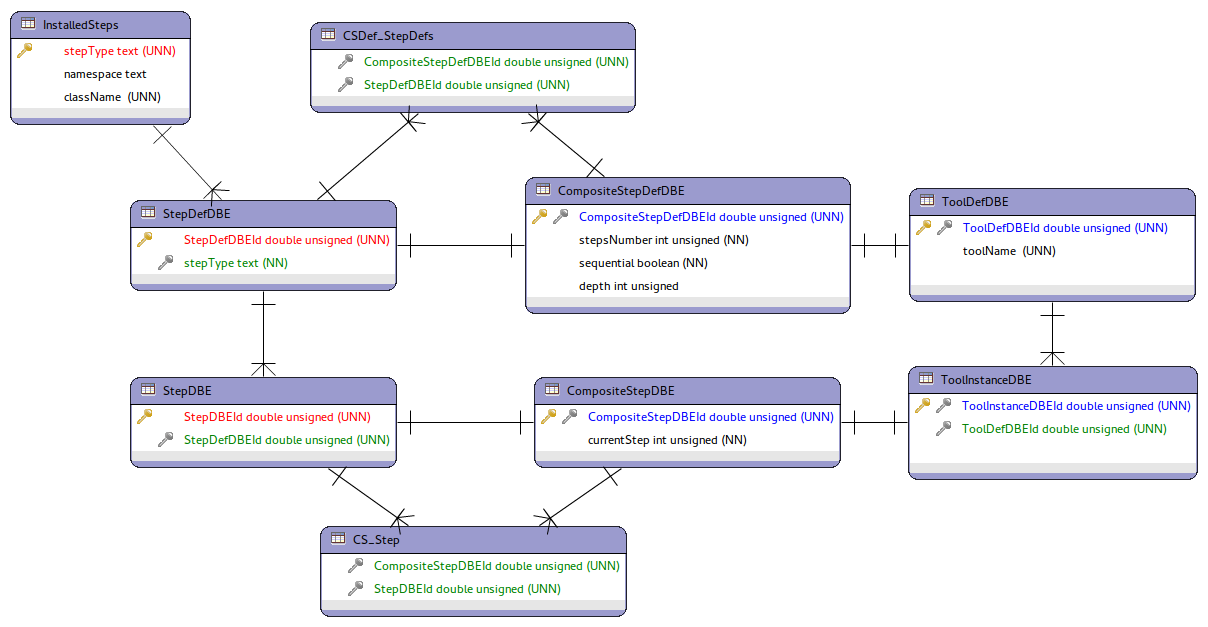 InstalledSteps
stepType text (UNN)
namespace text
className (UNN)
CSDef_StepDefs
CompositeStepDefDBEId double unsigned (UNN)
StepDefDBEId double unsigned (UNN)
StepDefDBE
StepDefDBEId double unsigned (UNN)
stepType text (NN)
CompositeStepDefDBE
CompositeStepDefDBEId double unsigned (UNN)
stepsNumber int unsigned (NN)
sequential boolean (NN)
depth int unsigned
ToolDefDBE
ToolDefDBEId double unsigned (UNN)
toolName (UNN)
StepDBE
StepDBEId double unsigned (UNN)
StepDefDBEId double unsigned (UNN)
CompositeStepDBE
CompositeStepDBEId double unsigned (UNN)
currentStep int unsigned (NN)
ToolInstanceDBE
ToolInstanceDBEId double unsigned (UNN)
ToolDefDBEId double unsigned (UNN)
CS_Step
CompositeStepDBEId double unsigned (UNN)
StepDBEId double unsigned (UNN)